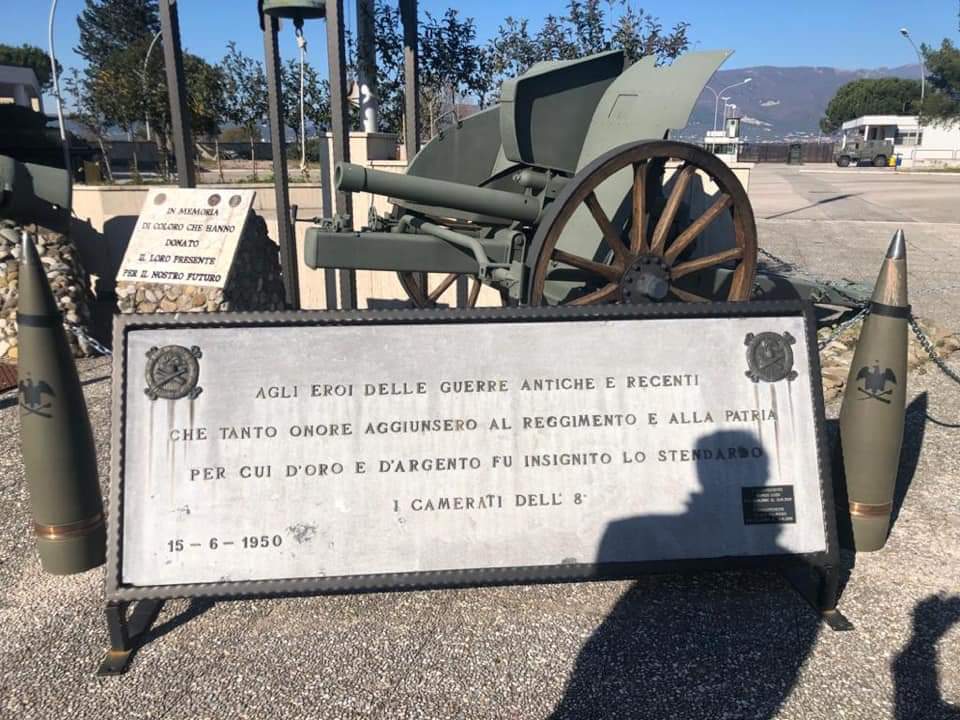 IN MEMORIA
DI COLORO CHE HANNO
DONATO
IL LORO PRESENTE
PER IL NOSTRO FUTURO
AGLI EROI DELLE GUERRE ANTICHE E RECENTI
CHE TANTO ONORE AGGIUNSERO AL REGGIMENTO E ALLA PATRIA
PER CUI D'ORO E D'ARGENTO FU INSIGNITO LO STENDARDO
I CAMERATI DELL' 8°
15-6-1950